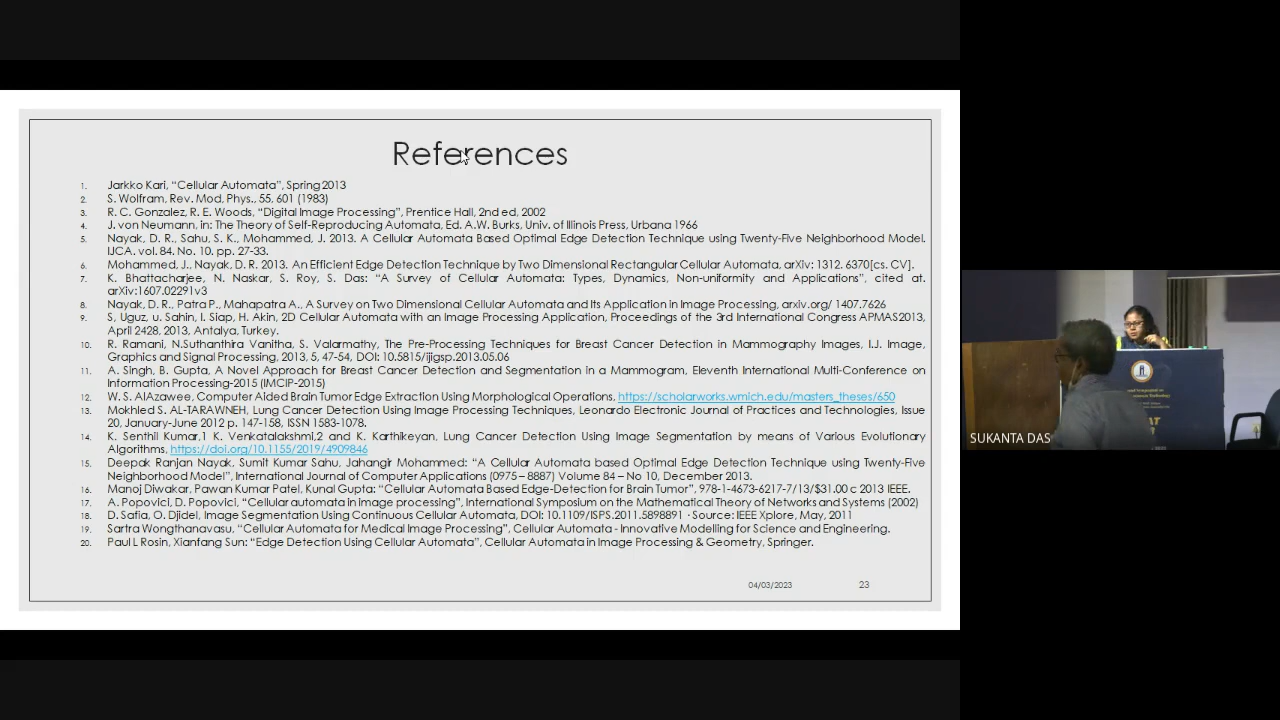 References
1. Jarkko Kari, “Cellular Automata”, Spring 2013
2. S. Wolfram, Rev. Mod, Phys., 55, 601 (1983)
3. R. C. Gonzalez, R. E. Woods, “Digital Image Processing”, Prentice Hall, 2nd ed, 2002
4. J. von Neumann, in: The Theory of Self-Reproducing Automata, Ed. A.W. Burks, Univ. of Illinois Press, Urbana 1966
5. Nayak, D. R., Sahu, S. K., Mohammed, J. 2013. A Cellular Automata Based Optimal Edge Detection Technique using Twenty-Five Neighborhood Model.
IJCA. vol. 84. No. 10. pp. 27-33.
6. Mohammed, J., Nayak, D. R. 2013. An Efficient Edge Detection Technique by Two Dimensional Rectangular Cellular Automata, arXiv: 1312. 6370[cs. CV].
7. K. Bhattacharjee, N. Naskar, S. Roy, S. Das: “A Survey of Cellular Automata: Types, Dynamics, Non-uniformity and Applications”, cited at.
arXiv:1607.02291v3
8. Nayak, D. R., Patra P., Mahapatra A., A Survey on Two Dimensional Cellular Automata and Its Application in Image Processing, arxiv.org/ 1407.7626
9. S, Uguz, u. Sahin, I. Siap, H. Akin, 2D Cellular Automata with an Image Processing Application, Proceedings of the 3rd International Congress APMAS2013,
April 2428, 2013, Antalya, Turkey.
10. R. Ramani, N.Suthanthira Vanitha, S. Valarmathy, The Pre-Processing Techniques for Breast Cancer Detection in Mammography Images, I.J. Image,
Graphics and Signal Processing, 2013, 5, 47-54, DOI: 10.5815/ijigsp.2013.05.06
11. A. Singh, B. Gupta, A Novel Approach for Breast Cancer Detection and Segmentation in a Mammogram, Eleventh International Multi-Conference on
Information Processing-2015 (IMCIP-2015)
12. W. S. AlAzawee, Computer Aided Brain Tumor Edge Extraction Using Morphological Operations, https://scholarworks.wmich.edu/masters_theses/650
Mokhled S. AL-TARAWNEH, Lung Cancer Detection Using Image Processing Techniques, Leonardo Electronic Journal of Practices and Technologies, Issue
20, January-June 2012 p. 147-158, ISSN 1583-1078.
14. K. Senthil Kumar,1 K. Venkatalakshmi,2 and K. Karthikeyan, Lung Cancer Detection Using Image Segmentation by means of Various Evolutionary
Algorithms, https://doi.org/10.1155/2019/4909846
15. Deepak Ranjan Nayak, Sumit Kumar Sahu, Jahangir Mohammed: “A Cellular Automata based Optimal Edge Detection Technique using Twenty-Five
Neighborhood Model”, International Journal of Computer Applications (0975 – 8887) Volume 84 – No 10, December 2013.
16. Manoj Diwakar, Pawan Kumar Patel, Kunal Gupta: “Cellular Automata Based Edge-Detection for Brain Tumor”, 978-1-4673-6217-7/13/$31.00 c 2013 IEEE.
17. A. Popovici, D. Popovici, “Cellular automata in image processing”, International Symposium on the Mathematical Theory of Networks and Systems (2002)
18. D. Safia, O. Djidel, Image Segmentation Using Continuous Cellular Automata, DOI: 10.1109/ISPS.2011.5898891 · Source: IEEE Xplore, May, 2011
19. Sartra Wongthanavasu, “Cellular Automata for Medical Image Processing”, Cellular Automata - Innovative Modelling for Science and Engineering.
20. Paul L Rosin, Xianfang Sun: “Edge Detection Using Cellular Automata”, Cellular Automata in Image Processing & Geometry, Springer.
04/03/2023 23
SUKANTA DAS